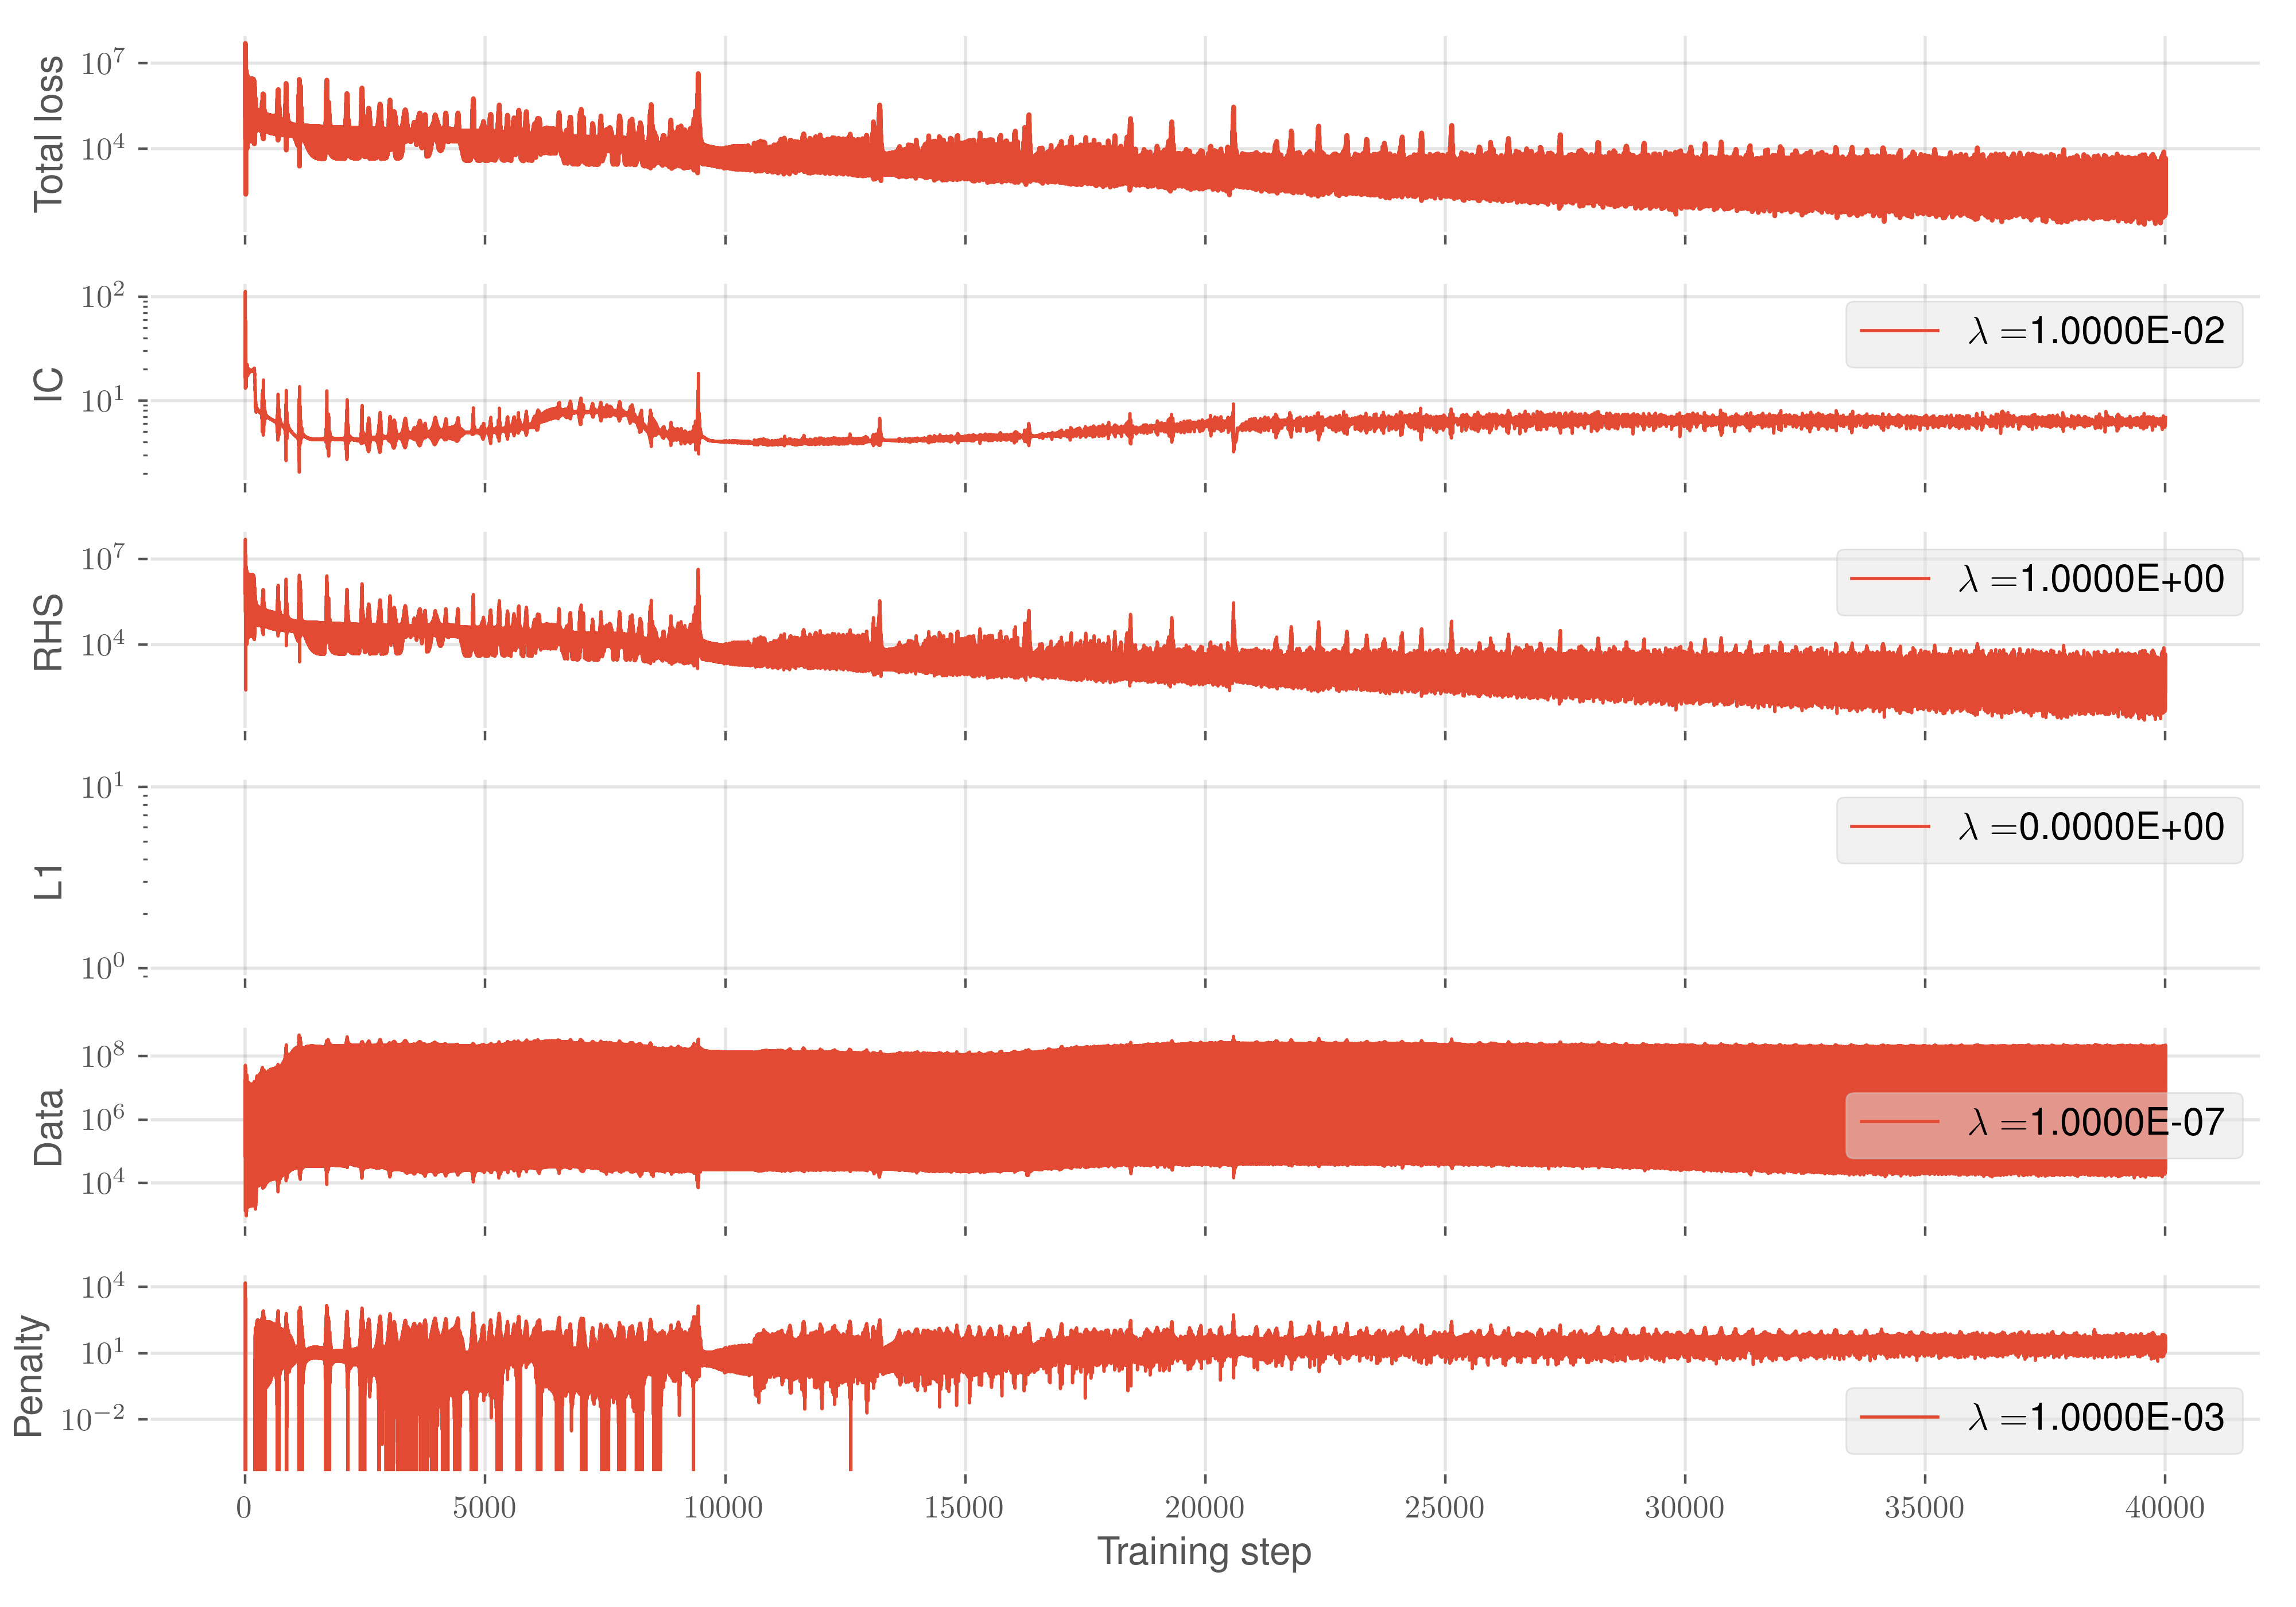 Total loss
10^7
10^4
IC
10^2
10^1
λ =1.0000E-02
RHS
10^7
10^4
λ =1.0000E+00
L1
10^1
10^0
λ =0.0000E+00
Data
10^8
10^6
10^4
λ =1.0000E-07
Penalty
10^4
10^1
10^−2
λ =1.0000E-03
0 5000 10000 15000 20000 25000 30000 35000 40000
Training step